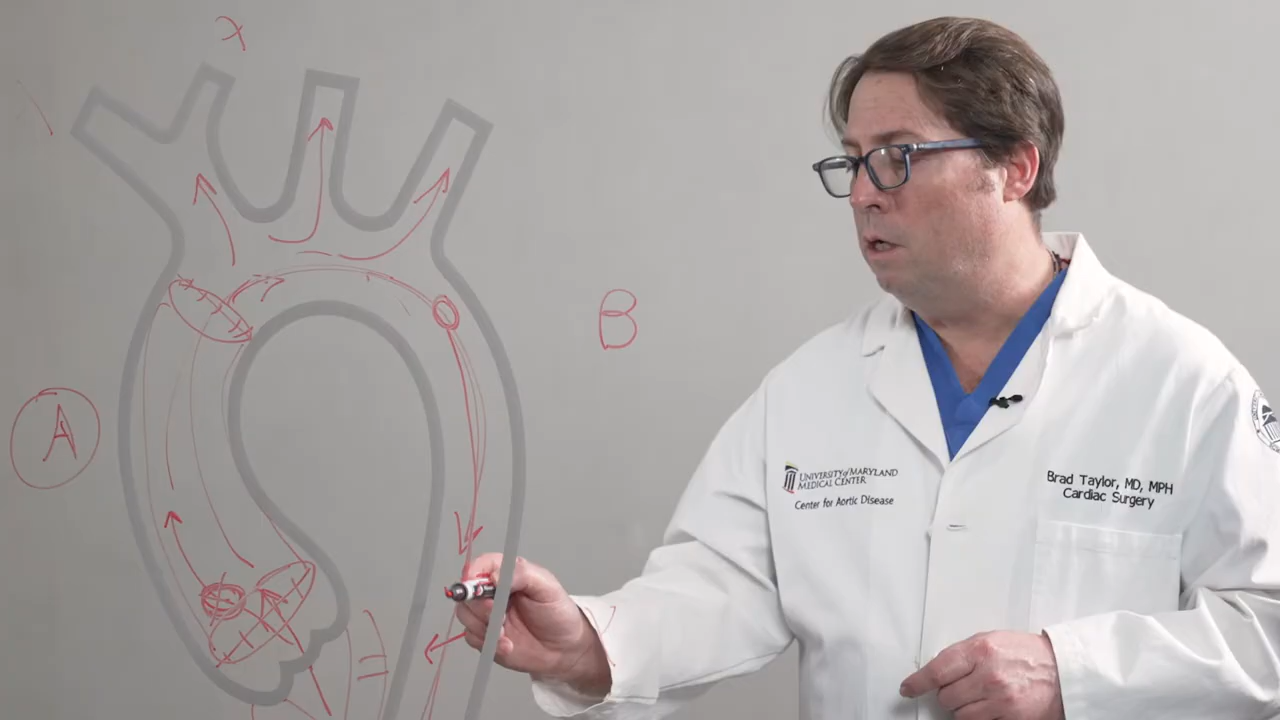 x
A
B
UNIVERSITY of MARYLAND
MEDICAL CENTER
Center for Aortic Disease
Brad Taylor, MD, MPH
Cardiac Surgery